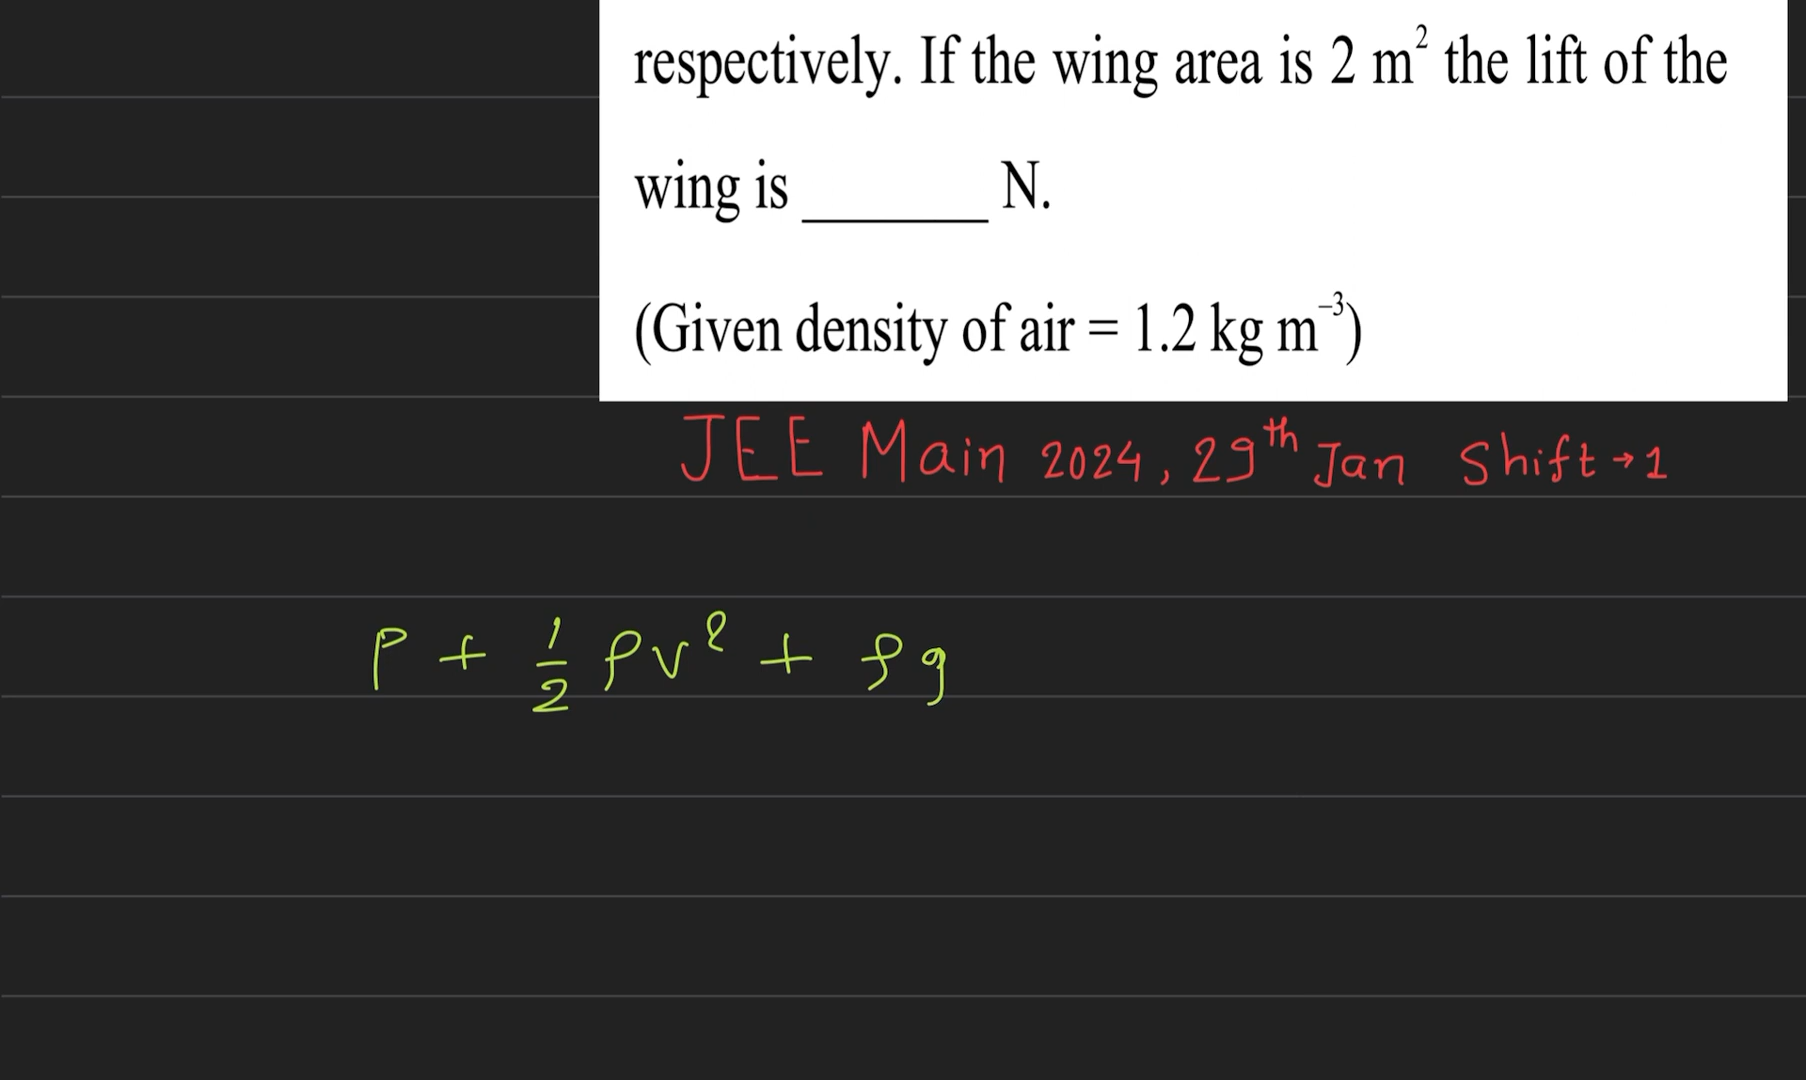 respectively. If the wing area is 2 m² the lift of the
wing is ______ N.
(Given density of air = 1.2 kg m⁻³)
JEE Main 2024, 29th Jan Shift → 1
P + 1/2 ρv² + ρg